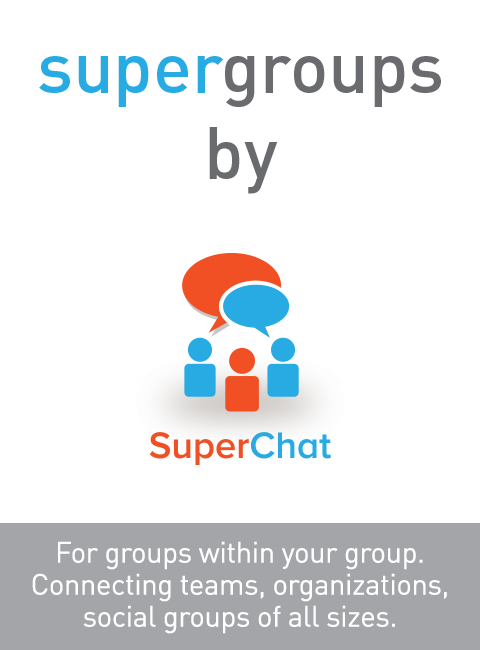 supergroups
by
SuperChat
For groups within your group.
Connecting teams, organizations,
social groups of all sizes.